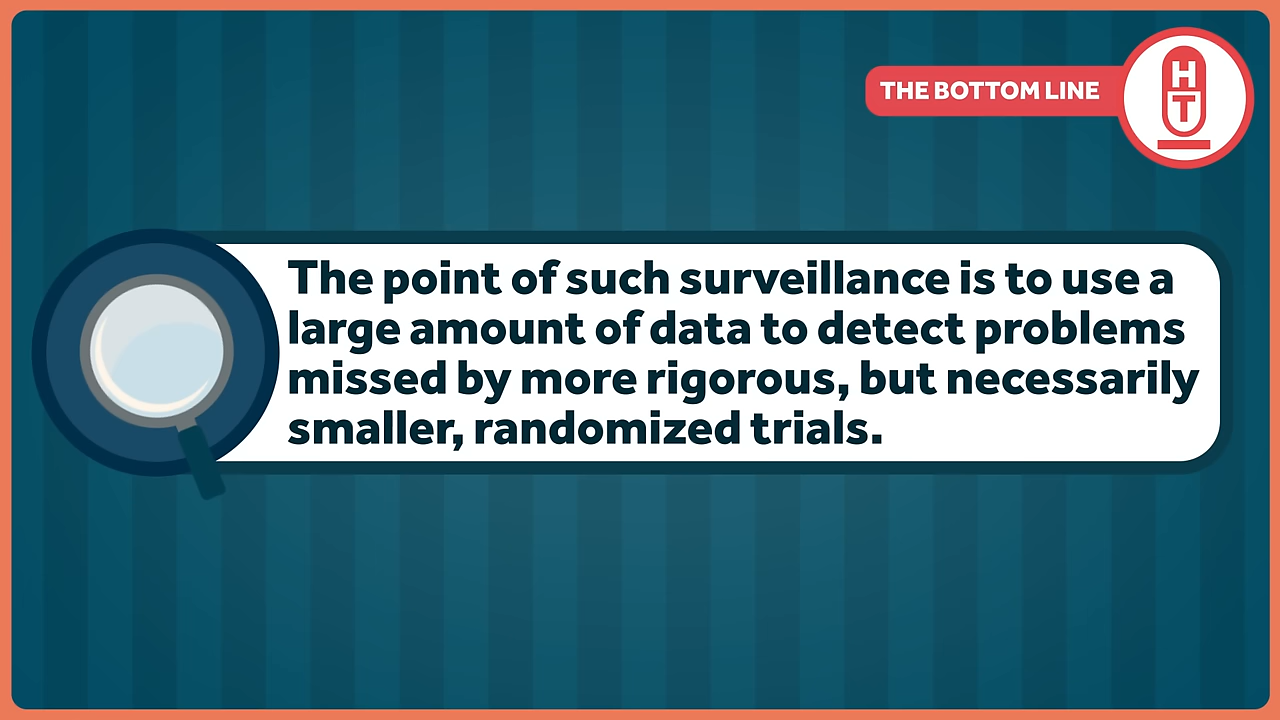 THE BOTTOM LINE
H
T
The point of such surveillance is to use a
large amount of data to detect problems
missed by more rigorous, but necessarily
smaller, randomized trials.